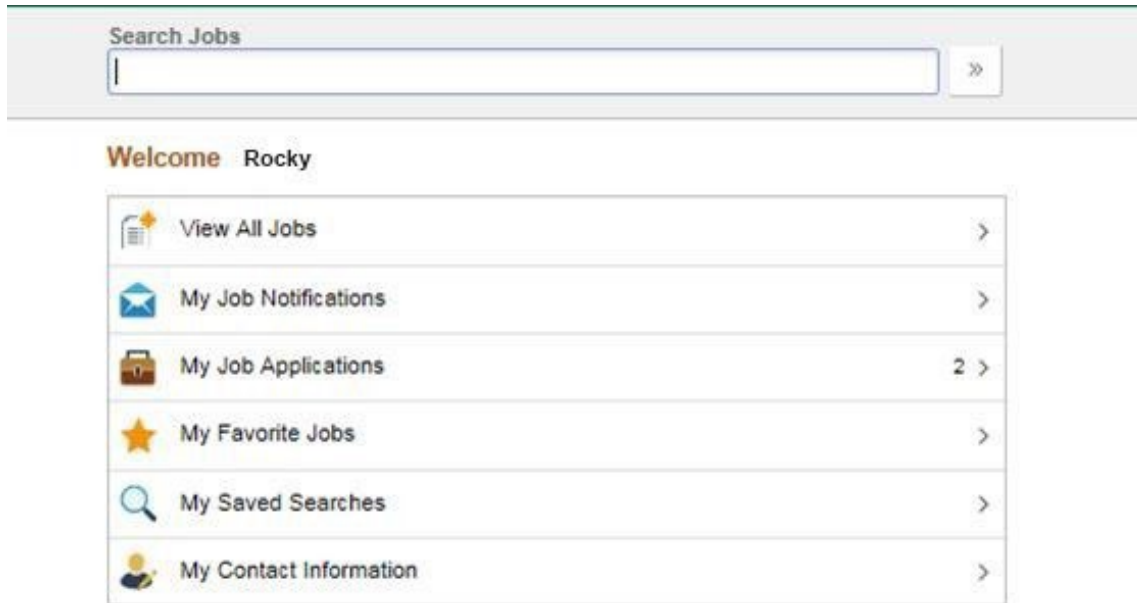 Search Jobs
»
Welcome Rocky
View All Jobs >
My Job Notifications >
My Job Applications 2 >
My Favorite Jobs >
My Saved Searches >
My Contact Information >